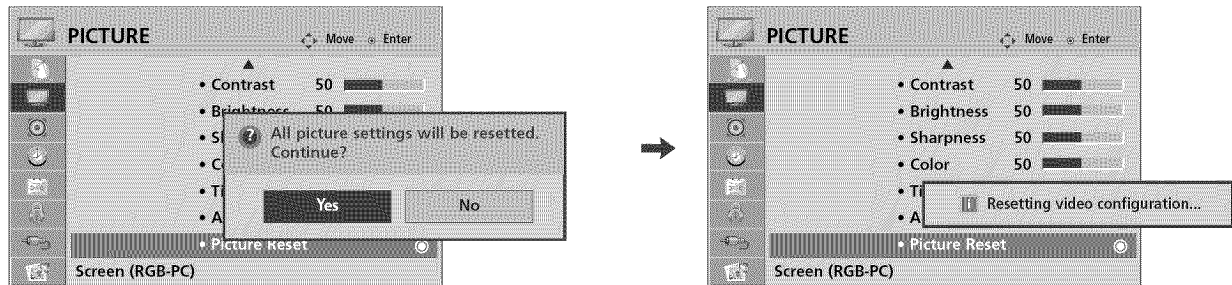 PICTURE
Move Enter
• Contrast 50
• Brightness 50
All picture settings will be resetted.
Continue?
Yes No
• Picture Reset
Screen (RGB-PC)
PICTURE
Move Enter
• Contrast 50
• Brightness 50
• Sharpness 50
• Color 50
• Ti
• A
Resetting video configuration...
• Picture Reset
Screen (RGB-PC)